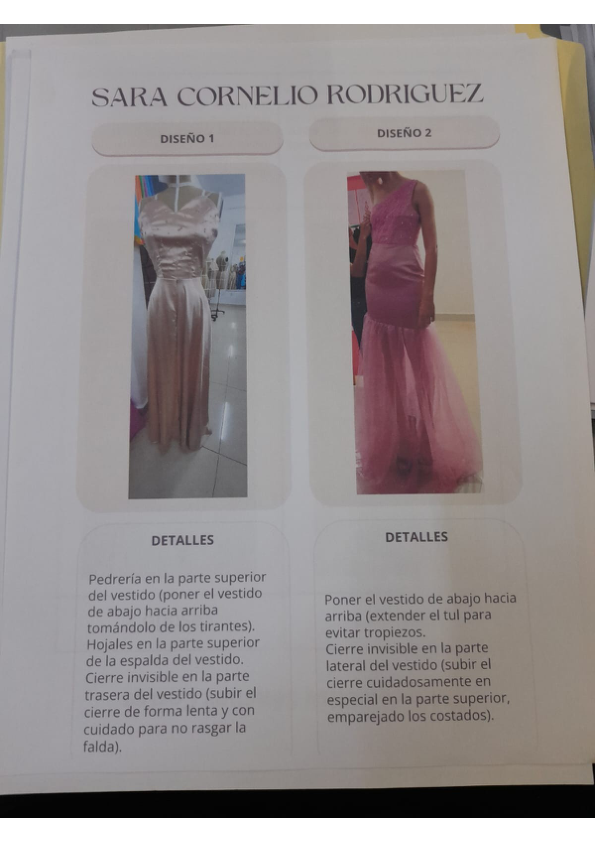 SARA CORNELIO RODRIGUEZ
DISEÑO 1
DISEÑO 2
DETALLES
Pedrería en la parte superior
del vestido (poner el vestido
de abajo hacia arriba
tomándolo de los tirantes).
Hojales en la parte superior
de la espalda del vestido.
Cierre invisible en la parte
trasera del vestido (subir el
cierre de forma lenta y con
cuidado para no rasgar la
falda).
DETALLES
Poner el vestido de abajo hacia
arriba (extender el tul para
evitar tropiezos.
Cierre invisible en la parte
lateral del vestido (subir el
cierre cuidadosamente en
especial en la parte superior,
emparejado los costados).